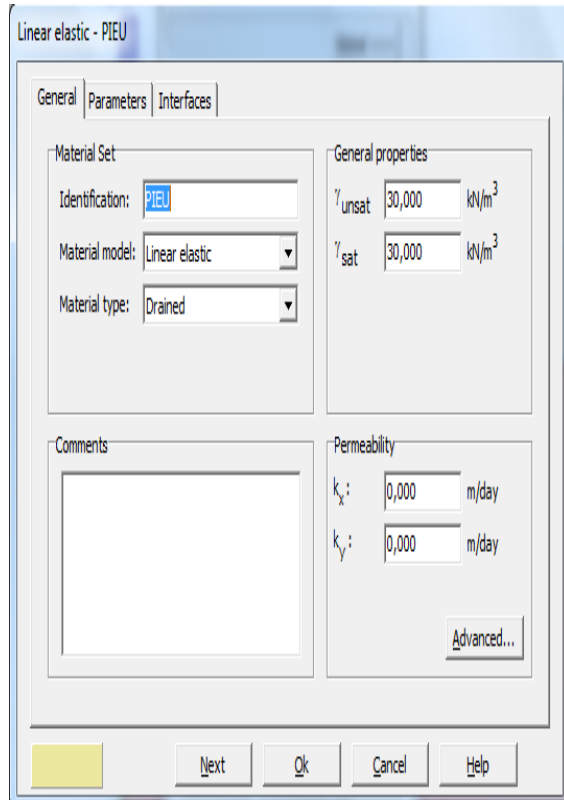 Linear elastic - PIEU
General Parameters Interfaces
Material Set
Identification: PIEU
Material model: Linear elastic
Material type: Drained
General properties
γunsat 30,000 kN/m³
γsat 30,000 kN/m³
Comments
Permeability
kx: 0,000 m/day
ky: 0,000 m/day
Advanced...
Next Ok Cancel Help